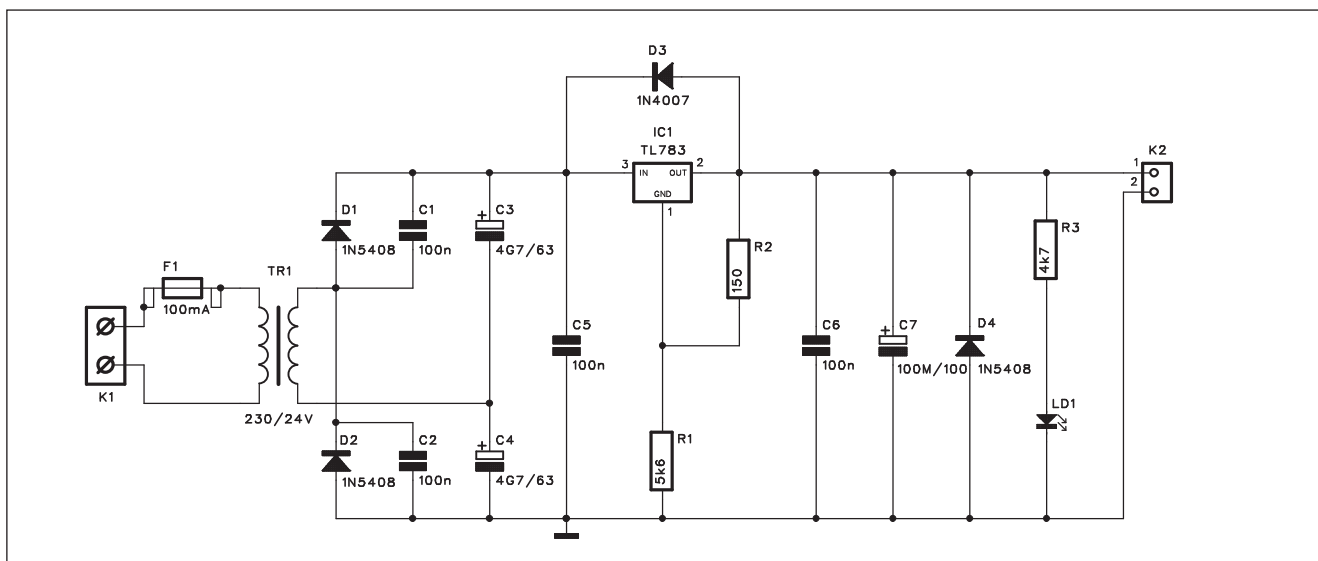 D3
1N4007
IC1
TL783
3
IN
OUT
2
GND
1
K2
1
2
D1
1N5408
C1
100n
C3
+
4G7/63
R2
150
R3
4k7
F1
100mA
TR1
K1
230/24V
C5
100n
C6
100n
C7
+
100M/100
D4
1N5408
LD1
D2
1N5408
C2
100n
C4
+
4G7/63
R1
5k6